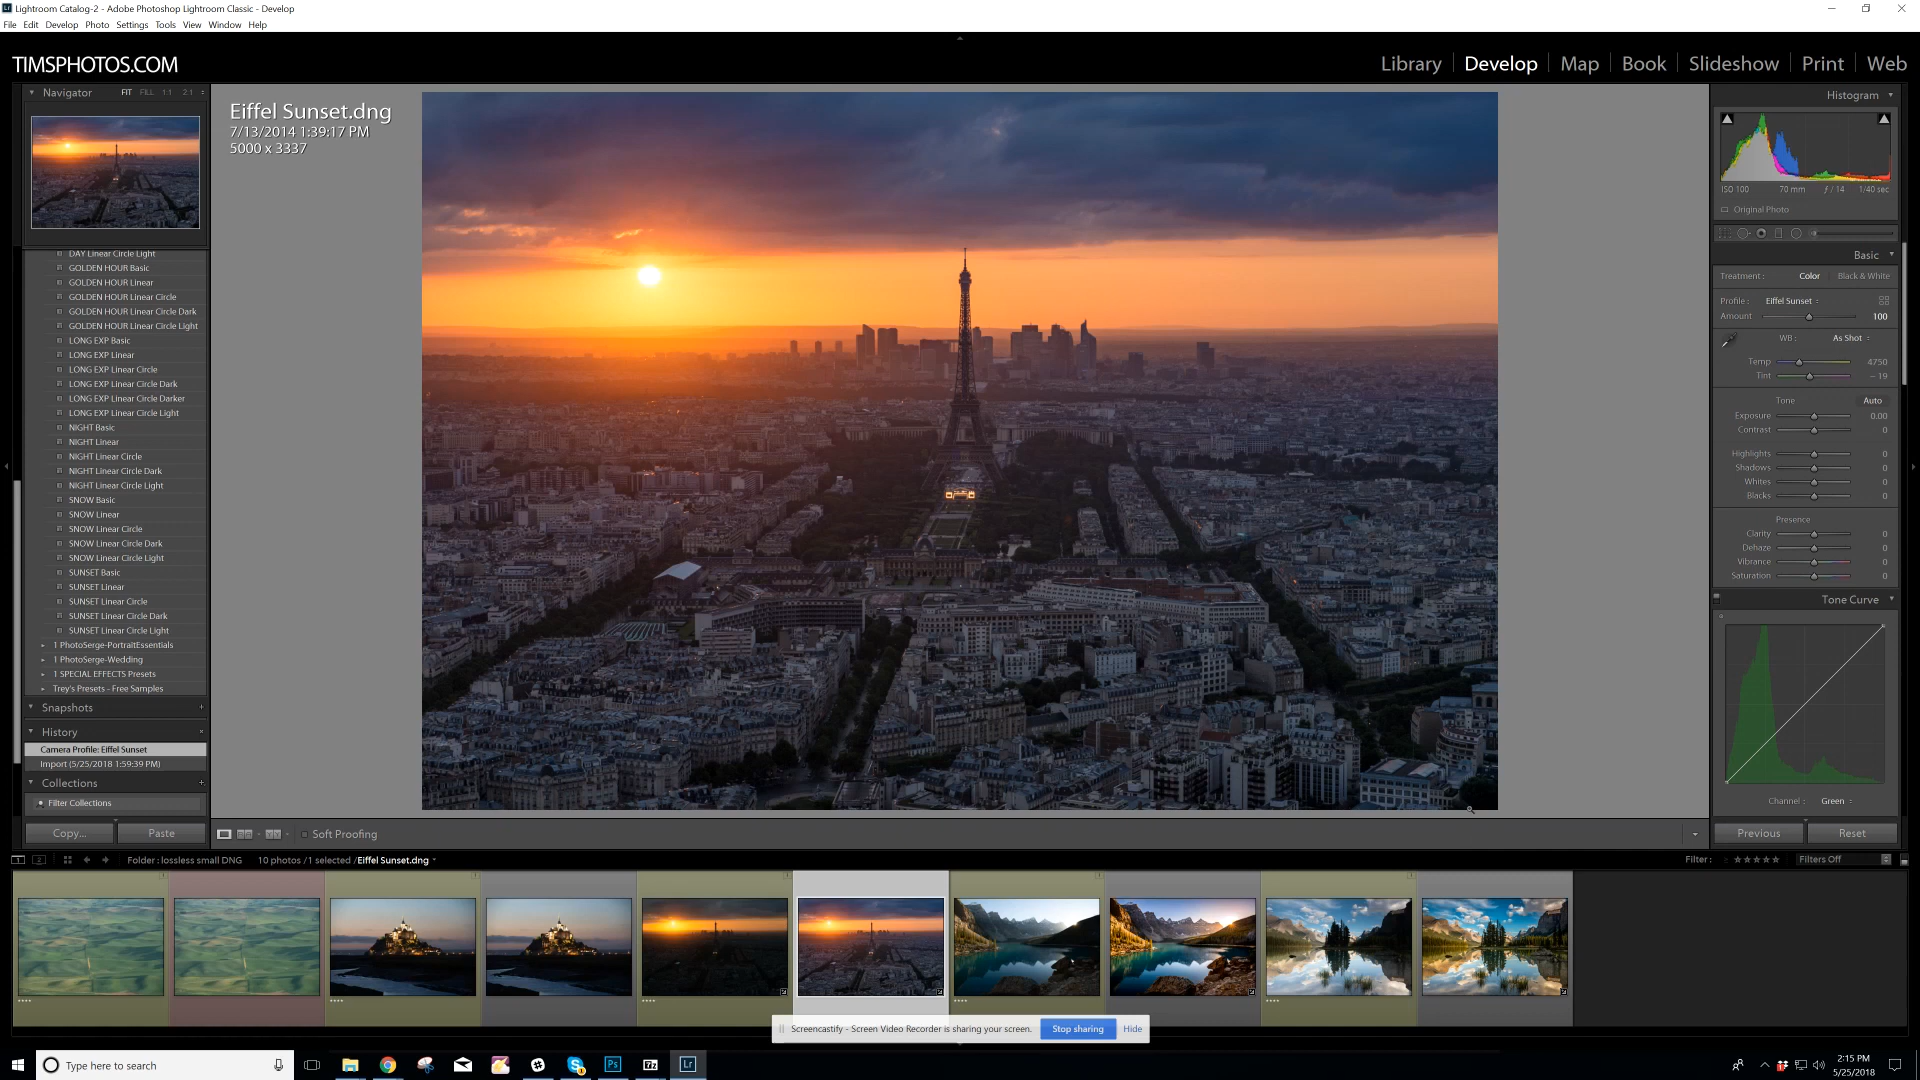 Lightroom Catalog-2 - Adobe Photoshop Lightroom Classic - Develop
File Edit Develop Photo Settings Tools View Window Help
TIMSPHOTOS.COM
Library Develop Map Book Slideshow Print Web
Navigator FIT FILL 1:1 2:1
DAY Linear Circle Light
GOLDEN HOUR Basic
GOLDEN HOUR Linear
GOLDEN HOUR Linear Circle
GOLDEN HOUR Linear Circle Dark
GOLDEN HOUR Linear Circle Light
LONG EXP Basic
LONG EXP Linear
LONG EXP Linear Circle
LONG EXP Linear Circle Dark
LONG EXP Linear Circle Darker
LONG EXP Linear Circle Light
NIGHT Basic
NIGHT Linear
NIGHT Linear Circle
NIGHT Linear Circle Dark
NIGHT Linear Circle Light
SNOW Basic
SNOW Linear
SNOW Linear Circle
SNOW Linear Circle Dark
SNOW Linear Circle Light
SUNSET Basic
SUNSET Linear
SUNSET Linear Circle
SUNSET Linear Circle Dark
SUNSET Linear Circle Light
1 PhotoSerge-PortraitEssentials
1 PhotoSerge-Wedding
1 SPECIAL EFFECTS Presets
Trey's Presets - Free Samples
Snapshots +
History ×
Camera Profile: Eiffel Sunset
Import (5/25/2018 1:59:39 PM)
Collections +
Filter Collections
Copy... Paste
Eiffel Sunset.dng
7/13/2014 1:39:17 PM
5000 x 3337
Soft Proofing
Histogram
ISO 100 70 mm ƒ / 14 1/40 sec
Original Photo
Basic
Treatment : Color Black & White
Profile : Eiffel Sunset
Amount 100
WB : As Shot
Temp 4750
Tint – 19
Tone Auto
Exposure 0.00
Contrast 0
Highlights 0
Shadows 0
Whites 0
Blacks 0
Presence
Clarity 0
Dehaze 0
Vibrance 0
Saturation 0
Tone Curve
Channel : Green
Previous Reset
1 2 Folder : lossless small DNG 10 photos / 1 selected / Eiffel Sunset.dng Filter : Filters Off
Screencastify - Screen Video Recorder is sharing your screen. Stop sharing Hide
Type here to search
Ps
7z
Lr
2:15 PM
5/25/2018